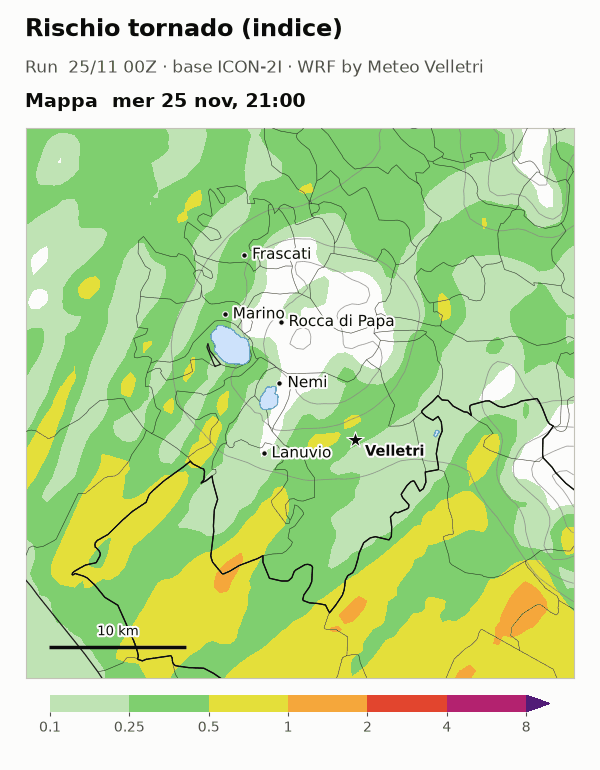 Rischio tornado (indice)
Run  25/11 00Z · base ICON-2I · WRF by Meteo Velletri
Mappa  mer 25 nov, 21:00
Frascati
Marino
Rocca di Papa
Nemi
Velletri
Lanuvio
10 km
0.1 0.25 0.5 1 2 4 8